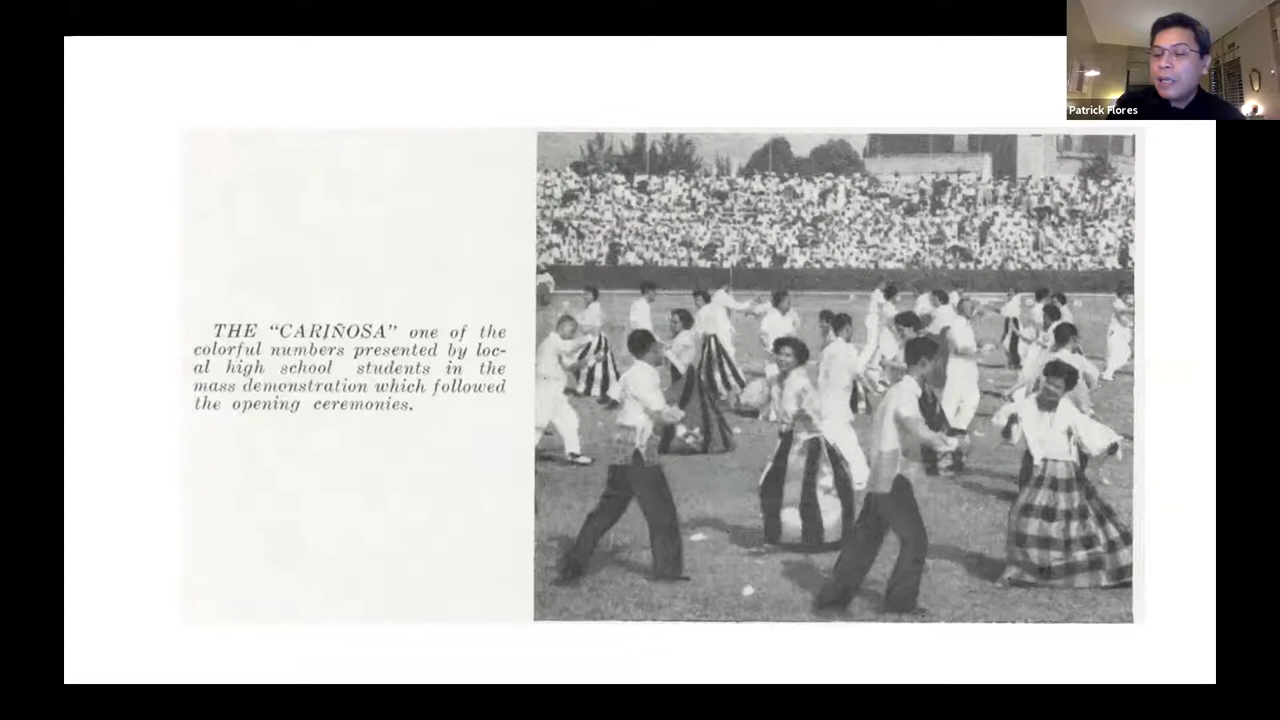 Patrick Flores
THE “CARIÑOSA” one of the
colorful numbers presented by loc-
al high school students in the
mass demonstration which followed
the opening ceremonies.